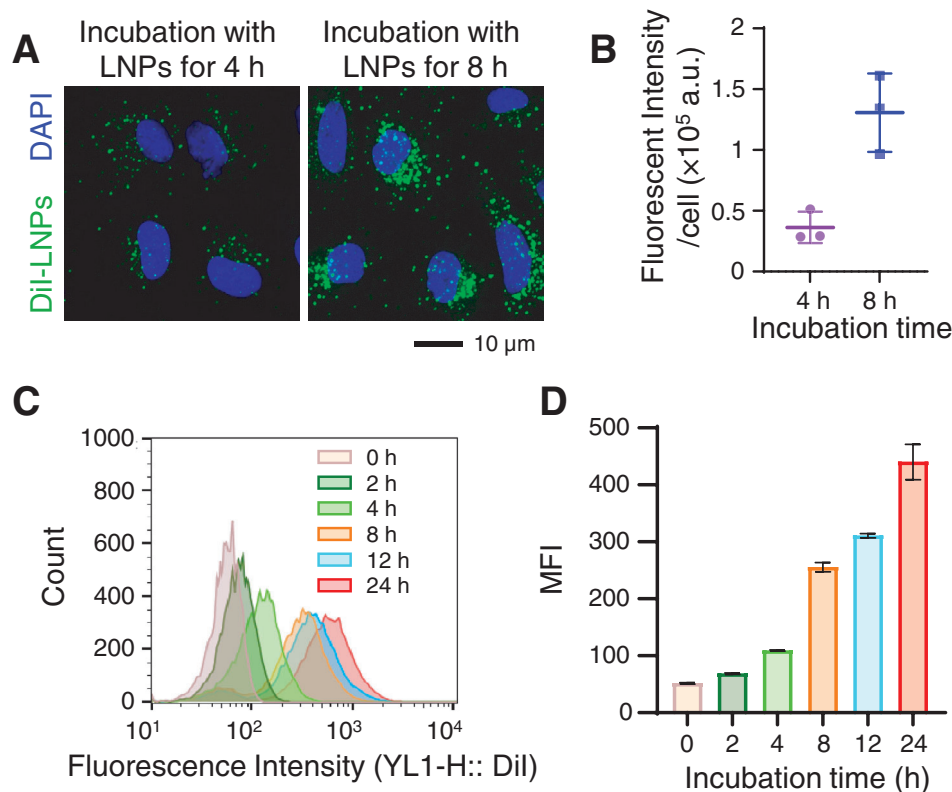 A
Incubation with
LNPs for 4 h
Incubation with
LNPs for 8 h
DiI-LNPs DAPI
10 µm
B
Fluorescent Intensity
/cell (×10⁵ a.u.)
2
1.5
1
0.5
0
4 h 8 h
Incubation time
C
Count
1000
800
600
400
200
0
10¹ 10² 10³ 10⁴
Fluorescence Intensity (YL1-H:: DiI)
0 h
2 h
4 h
8 h
12 h
24 h
D
MFI
500
400
300
200
100
0
0 2 4 8 12 24
Incubation time (h)